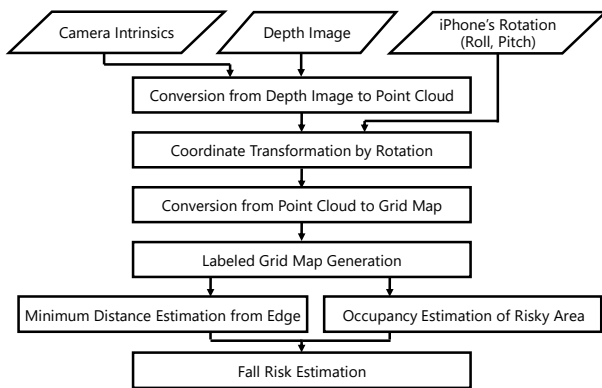 Camera Intrinsics
Depth Image
iPhone's Rotation
(Roll, Pitch)
Conversion from Depth Image to Point Cloud
Coordinate Transformation by Rotation
Conversion from Point Cloud to Grid Map
Labeled Grid Map Generation
Minimum Distance Estimation from Edge
Occupancy Estimation of Risky Area
Fall Risk Estimation